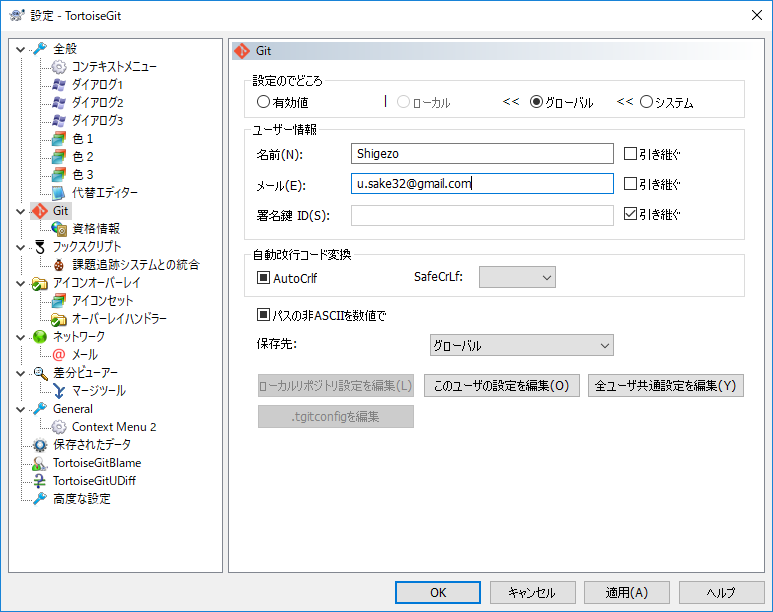 設定 - TortoiseGit
全般
コンテキストメニュー
ダイアログ1
ダイアログ2
ダイアログ3
色 1
色 2
色 3
代替エディター
Git
資格情報
フックスクリプト
課題追跡システムとの統合
アイコンオーバーレイ
アイコンセット
オーバーレイハンドラー
ネットワーク
メール
差分ビューアー
マージツール
General
Context Menu 2
保存されたデータ
TortoiseGitBlame
TortoiseGitUDiff
高度な設定
Git
設定のでどころ
有効値 | ローカル << グローバル << システム
ユーザー情報
名前(N): Shigezo 引き継ぐ
メール(E): u.sake32@gmail.com 引き継ぐ
署名鍵 ID(S): 引き継ぐ
自動改行コード変換
AutoCrlf SafeCrLf:
パスの非ASCIIを数値で
保存先: グローバル
ローカルリポジトリ設定を編集(L) このユーザの設定を編集(O) 全ユーザ共通設定を編集(Y)
.tgitconfigを編集
OK キャンセル 適用(A) ヘルプ